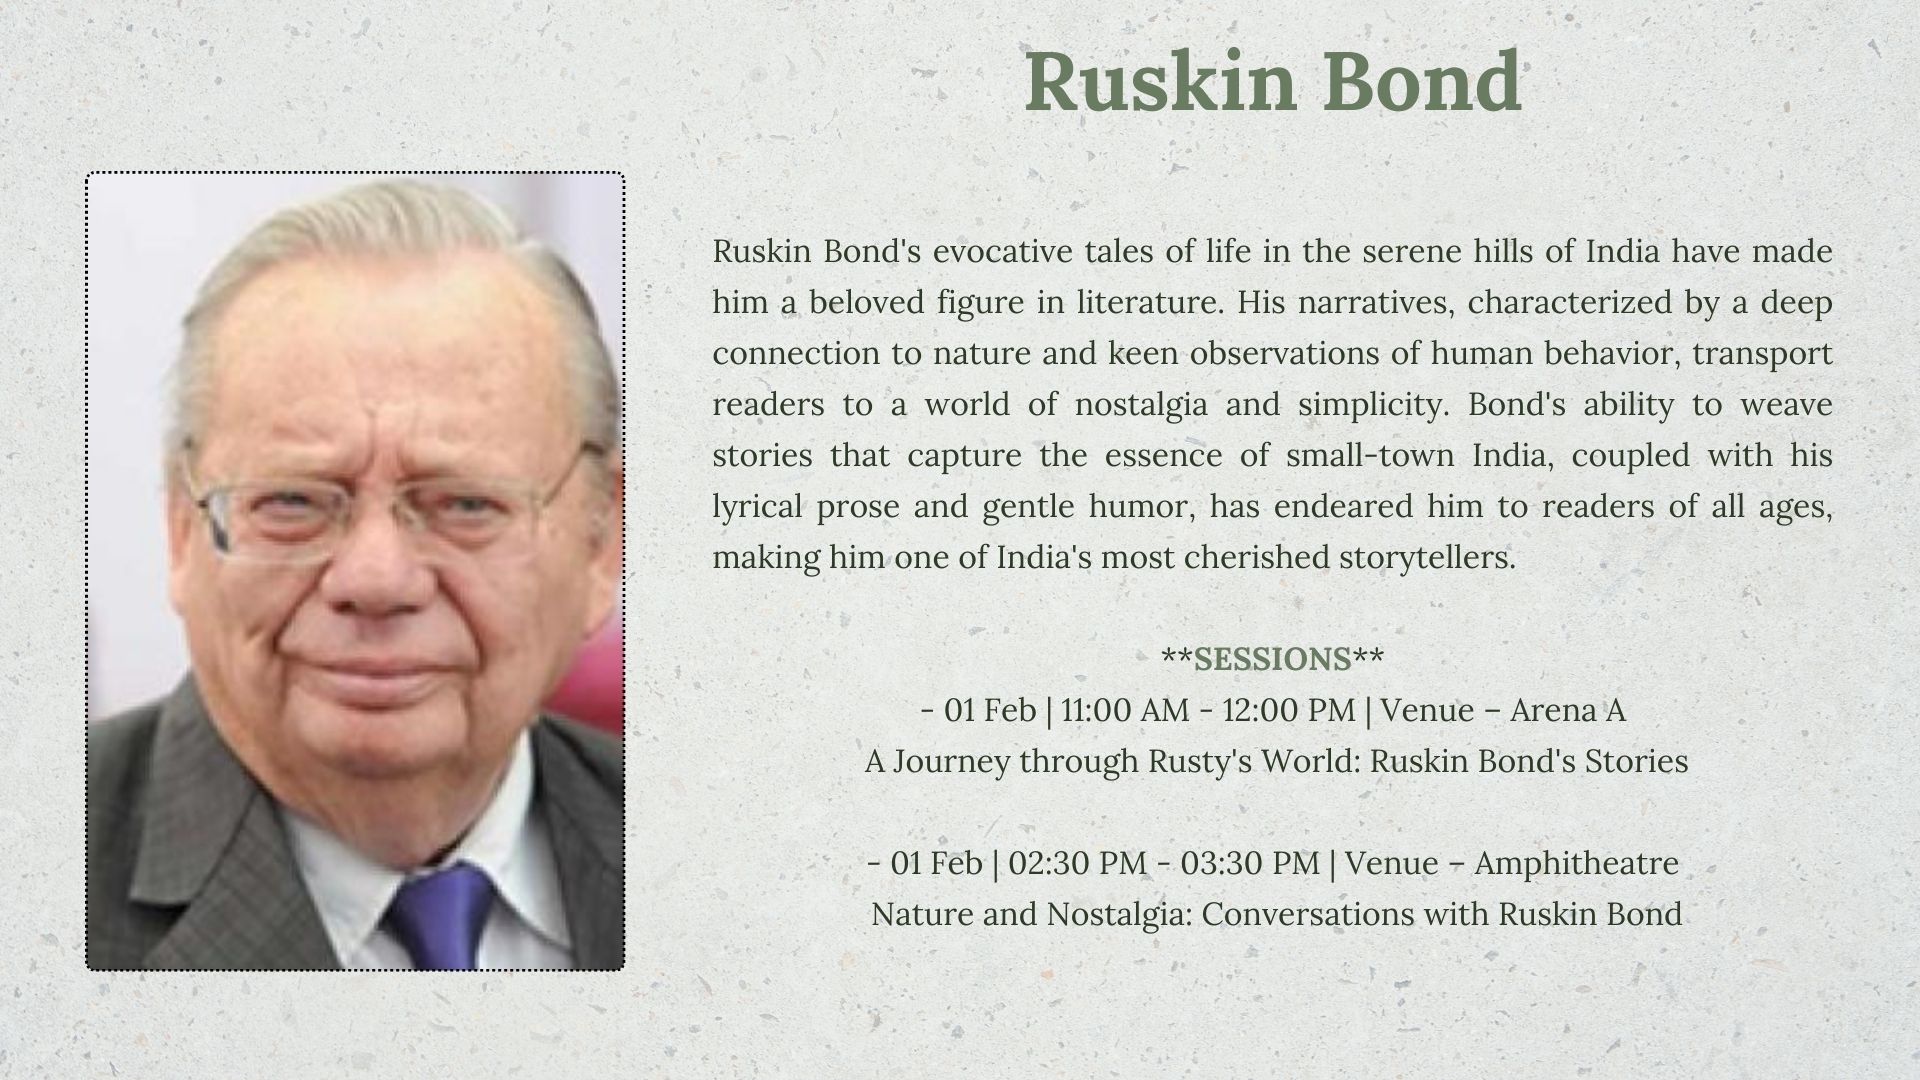 Ruskin Bond
Ruskin Bond's evocative tales of life in the serene hills of India have made
him a beloved figure in literature. His narratives, characterized by a deep
connection to nature and keen observations of human behavior, transport
readers to a world of nostalgia and simplicity. Bond's ability to weave
stories that capture the essence of small-town India, coupled with his
lyrical prose and gentle humor, has endeared him to readers of all ages,
making him one of India's most cherished storytellers.
**SESSIONS**
- 01 Feb | 11:00 AM - 12:00 PM | Venue – Arena A
A Journey through Rusty's World: Ruskin Bond's Stories
- 01 Feb | 02:30 PM - 03:30 PM | Venue – Amphitheatre
Nature and Nostalgia: Conversations with Ruskin Bond